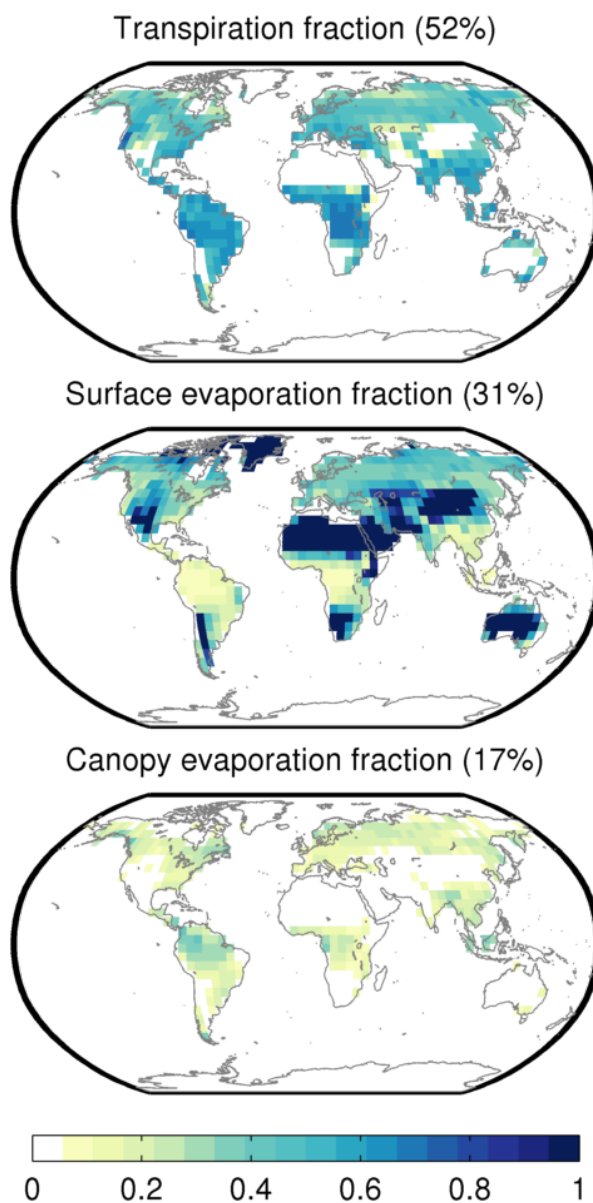 Transpiration fraction (52%)
Surface evaporation fraction (31%)
Canopy evaporation fraction (17%)
0 0.2 0.4 0.6 0.8 1